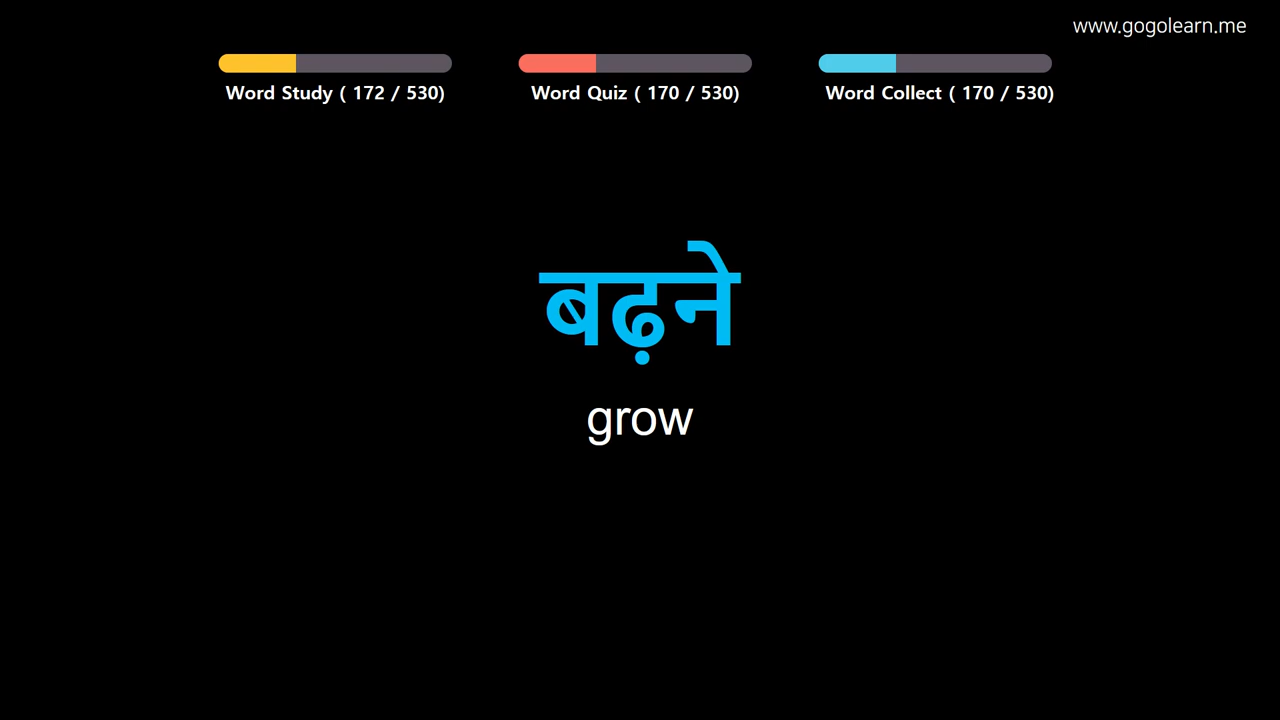 www.gogolearn.me
Word Study ( 172 / 530)
Word Quiz ( 170 / 530)
Word Collect ( 170 / 530)
बढ़ने
grow